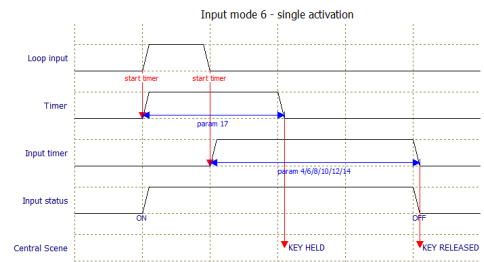 Input mode 6 - single activation
Loop input
start timer
start timer
Timer
param 17
Input timer
param 4/6/8/10/12/14
Input status
ON
OFF
Central Scene
KEY HELD
KEY RELEASED